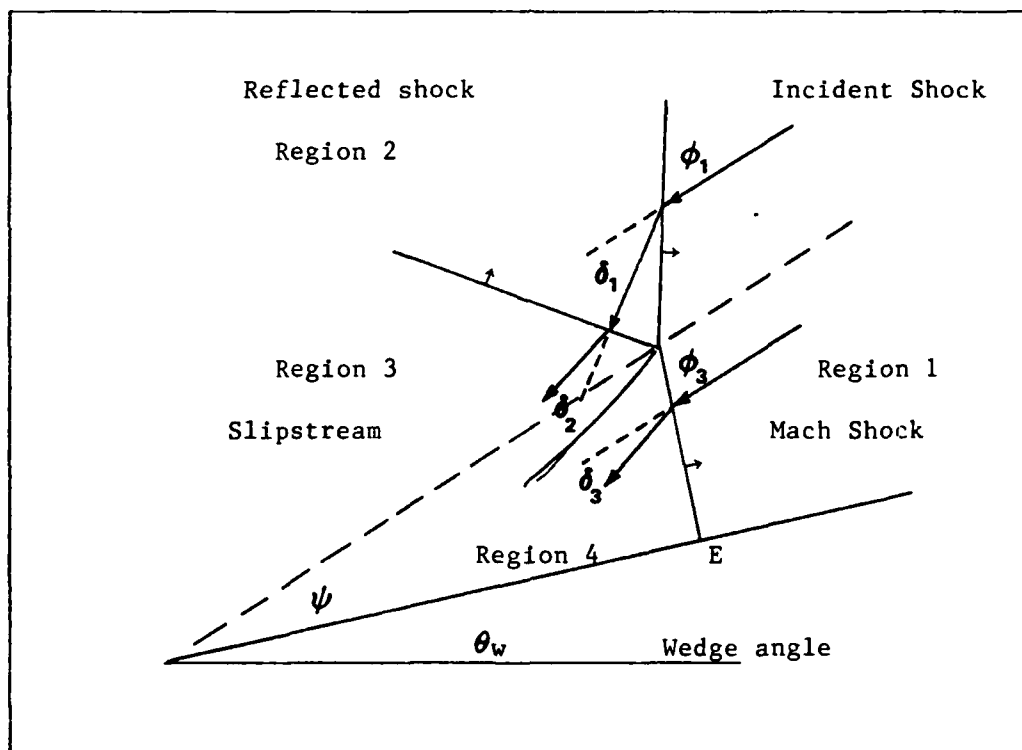 Reflected shock Incident Shock
Region 2
ϕ₁
δ₁
Region 3 ϕ₃ Region 1
δ₂
Slipstream Mach Shock
δ₃
Region 4 E
ψ
θw Wedge angle